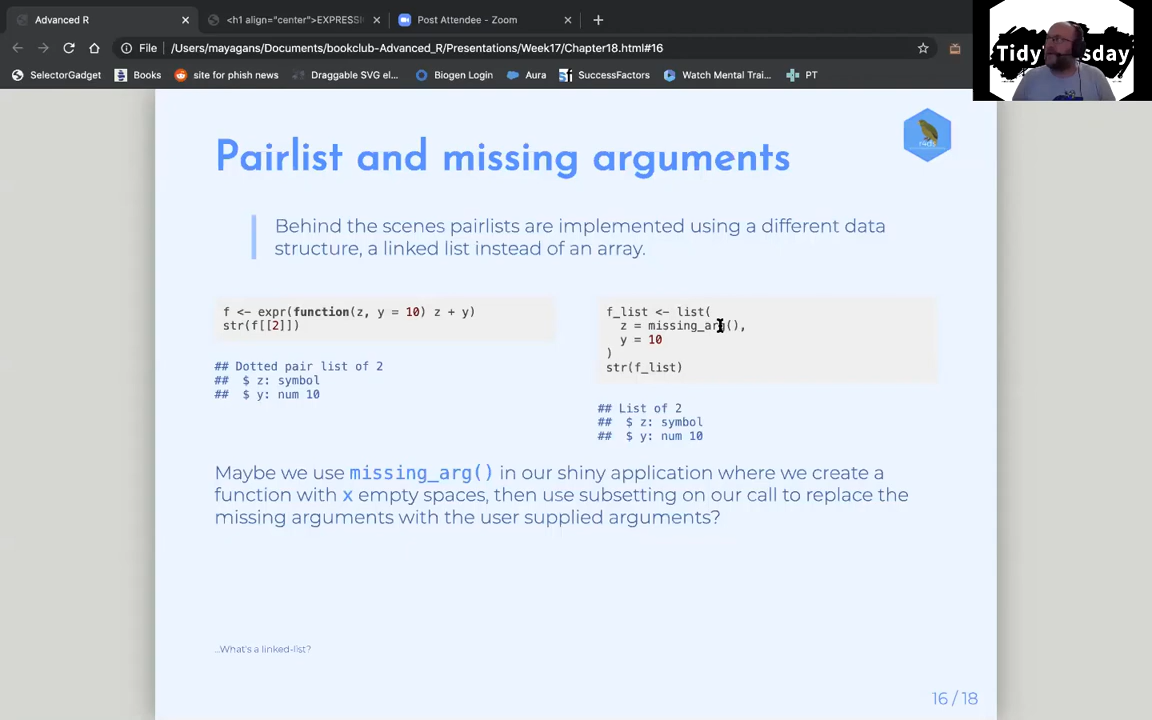 Advanced R
<h1 align="center">EXPRESSI
Post Attendee - Zoom
File
/Users/mayagans/Documents/bookclub-Advanced_R/Presentations/Week17/Chapter18.html#16
SelectorGadget
Books
site for phish news
Draggable SVG el...
Biogen Login
Aura
SuccessFactors
Watch Mental Trai...
PT
Pairlist and missing arguments
r4ds
Behind the scenes pairlists are implemented using a different data
structure, a linked list instead of an array.
f <- expr(function(z, y = 10) z + y)
str(f[[2]])
## Dotted pair list of 2
##  $ z: symbol
##  $ y: num 10
f_list <- list(
  z = missing_arg(),
  y = 10
)
str(f_list)
## List of 2
##  $ z: symbol
##  $ y: num 10
Maybe we use missing_arg() in our shiny application where we create a
function with x empty spaces, then use subsetting on our call to replace the
missing arguments with the user supplied arguments?
...What's a linked-list?
16 / 18